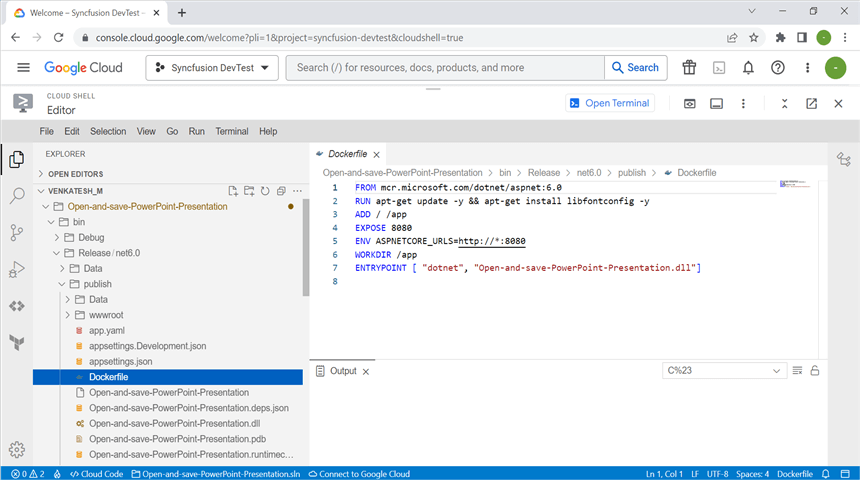 Welcome – Syncfusion DevTest –
console.cloud.google.com/welcome?pli=1&project=syncfusion-devtest&cloudshell=true
Google Cloud
Syncfusion DevTest
Search (/) for resources, docs, products, and more
Search
CLOUD SHELL
Editor
Open Terminal
File Edit Selection View Go Run Terminal Help
EXPLORER
OPEN EDITORS
VENKATESH_M
Open-and-save-PowerPoint-Presentation
bin
Debug
Release / net6.0
Data
publish
Data
wwwroot
app.yaml
appsettings.Development.json
appsettings.json
Dockerfile
Open-and-save-PowerPoint-Presentation
Open-and-save-PowerPoint-Presentation.deps.json
Open-and-save-PowerPoint-Presentation.dll
Open-and-save-PowerPoint-Presentation.pdb
Open-and-save-PowerPoint-Presentation.runtimec...
Dockerfile
Open-and-save-PowerPoint-Presentation > bin > Release > net6.0 > publish > Dockerfile
1 FROM mcr.microsoft.com/dotnet/aspnet:6.0
2 RUN apt-get update -y && apt-get install libfontconfig -y
3 ADD / /app
4 EXPOSE 8080
5 ENV ASPNETCORE_URLS=http://*:8080
6 WORKDIR /app
7 ENTRYPOINT [ "dotnet", "Open-and-save-PowerPoint-Presentation.dll"]
8
Output
C%23
0 2 Cloud Code Open-and-save-PowerPoint-Presentation.sln Connect to Google Cloud
Ln 1, Col 1 LF UTF-8 Spaces: 4 Dockerfile